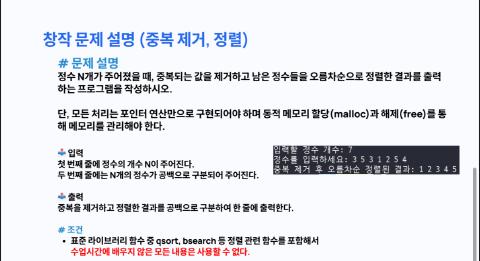 창작 문제 설명 (중복 제거, 정렬)
# 문제 설명
정수 N개가 주어졌을 때, 중복되는 값을 제거하고 남은 정수들을 오름차순으로 정렬한 결과를 출력
하는 프로그램을 작성하시오.
단, 모든 처리는 포인터 연산만으로 구현되어야 하며 동적 메모리 할당(malloc)과 해제(free)를 통
해 메모리를 관리해야 한다.
입력
첫 번째 줄에 정수의 개수 N이 주어진다.
두 번째 줄에는 N개의 정수가 공백으로 구분되어 주어진다.
입력할 정수 개수: 7
정수를 입력하세요: 3 5 3 1 2 5 4
중복 제거 후 오름차순 정렬된 결과: 1 2 3 4 5
출력
중복을 제거하고 정렬한 결과를 공백으로 구분하여 한 줄에 출력한다.
# 조건
• 표준 라이브러리 함수 중 qsort, bsearch 등 정렬 관련 함수를 포함해서
수업시간에 배우지 않은 모든 내용은 사용할 수 없다.